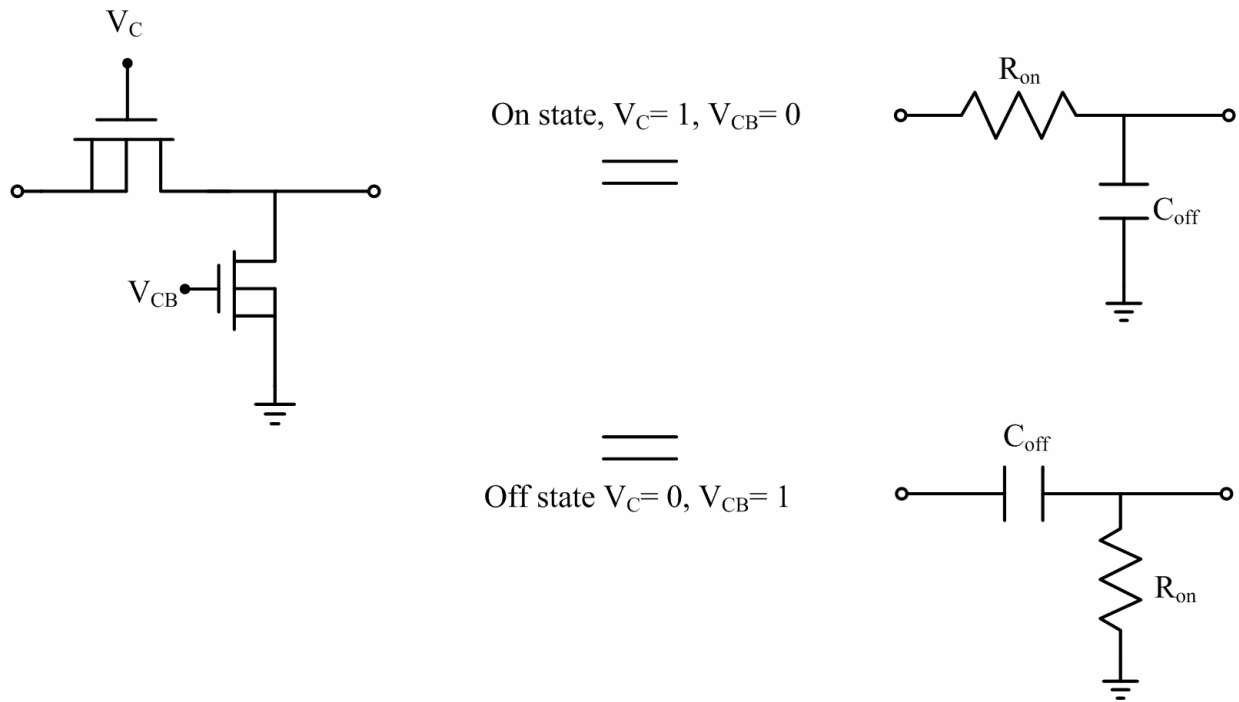 V_C
On state, V_C= 1, V_CB= 0
R_on
C_off
V_CB
C_off
Off state V_C= 0, V_CB= 1
R_on